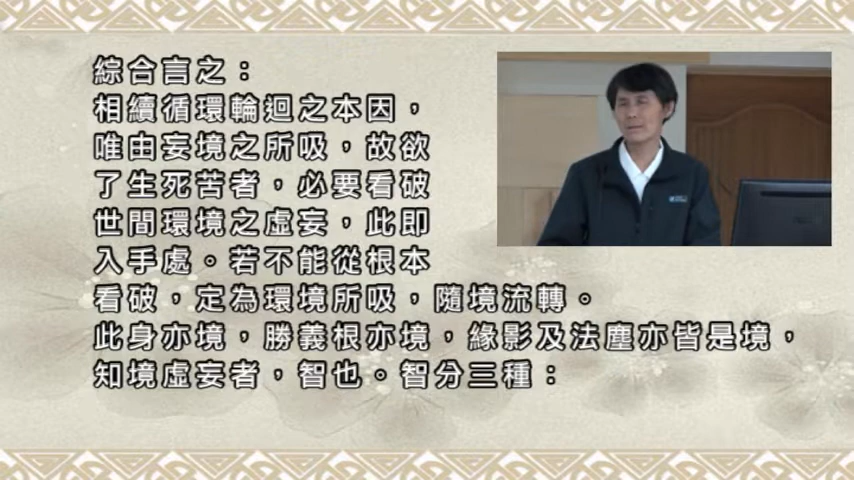 綜合言之：
相續循環輪迴之本因，
唯由妄境之所吸，故欲
了生死苦者，必要看破
世間環境之虛妄，此即
入手處。若不能從根本
看破，定為環境所吸，隨境流轉。
此身亦境，勝義根亦境，緣影及法塵亦皆是境，
知境虛妄者，智也。智分三種：